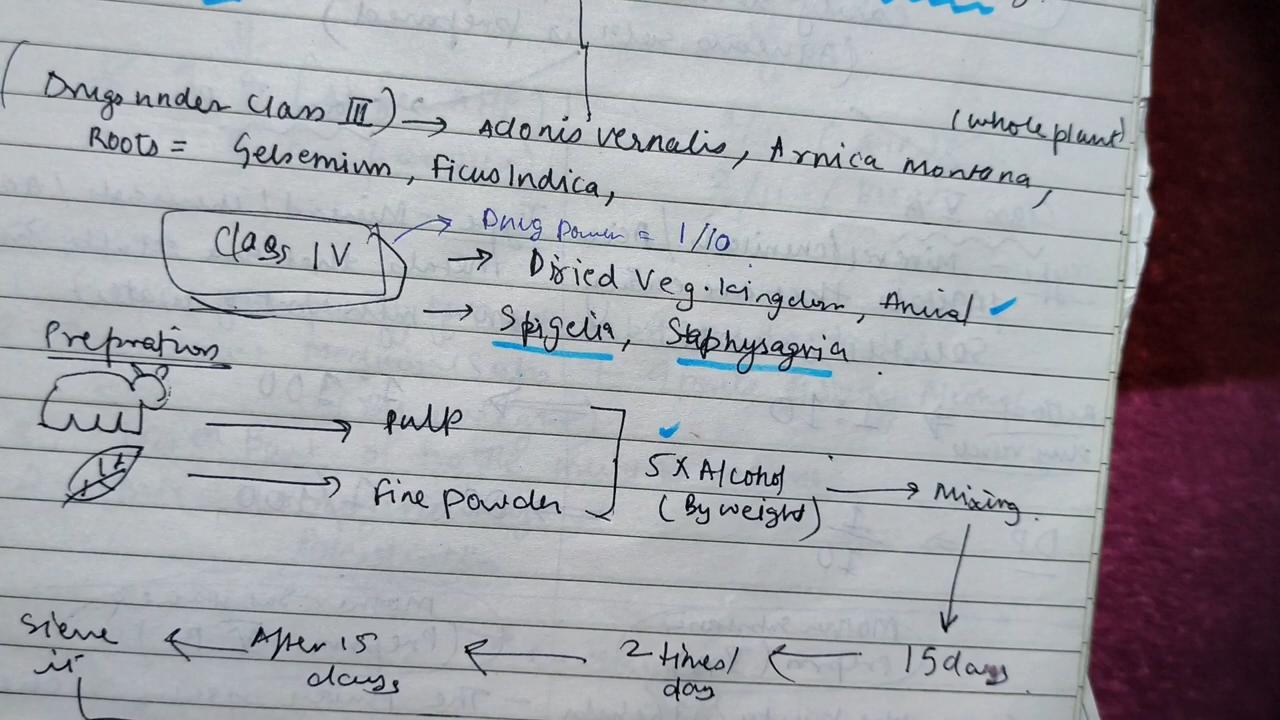 (Drugs under Class III) → Adonis vernalis, Arnica montana, (whole plant)
Roots = Gelsemium, ficus Indica,
Class IV → Drug power = 1/10
→ Diried Veg. kingdom, Animal ✓
→ Spigelia, Staphysagria.
Prepration
→ pulp
→ fine powder
✓ 5 x Alcohol (By weight) → Mixing.
15 days
← 2 times/day
← After 15 days
← sieve it